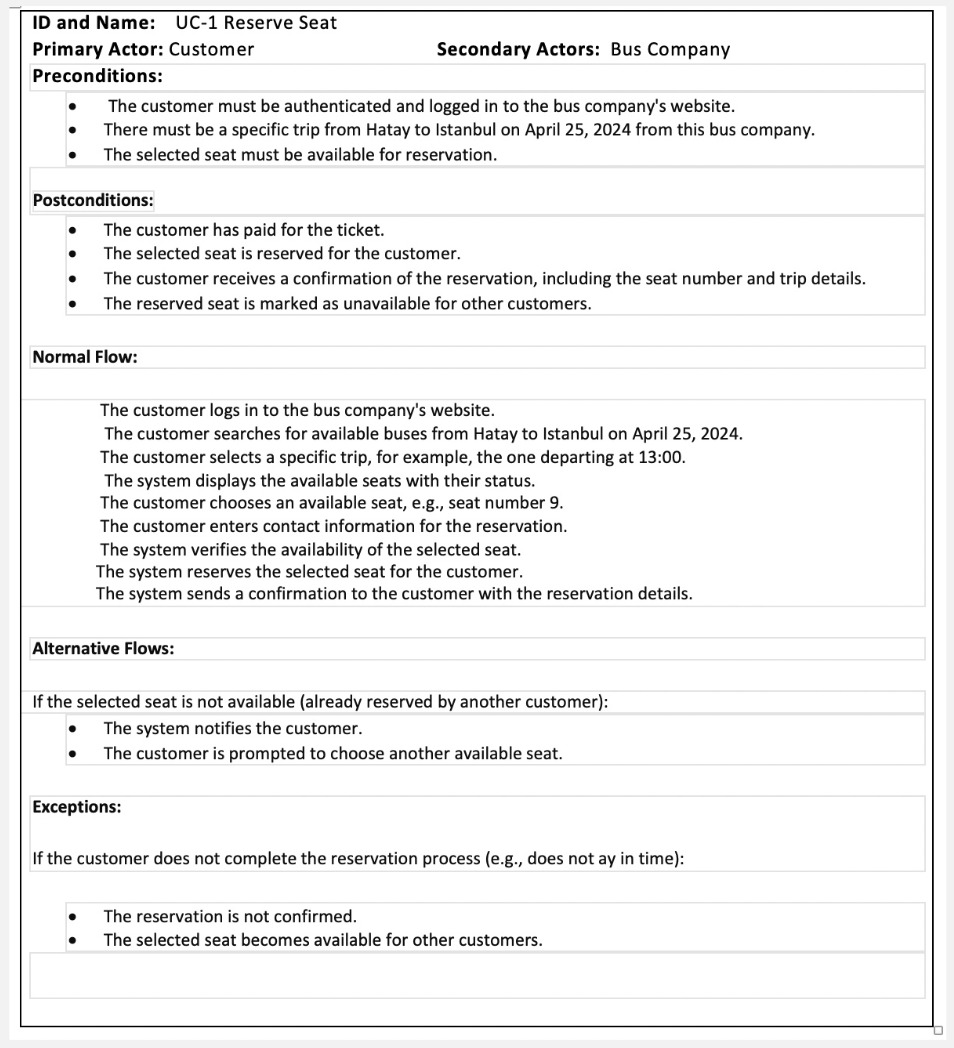 ID and Name: UC-1 Reserve Seat
Primary Actor: Customer Secondary Actors: Bus Company
Preconditions:
• The customer must be authenticated and logged in to the bus company's website.
• There must be a specific trip from Hatay to Istanbul on April 25, 2024 from this bus company.
• The selected seat must be available for reservation.
Postconditions:
• The customer has paid for the ticket.
• The selected seat is reserved for the customer.
• The customer receives a confirmation of the reservation, including the seat number and trip details.
• The reserved seat is marked as unavailable for other customers.
Normal Flow:
The customer logs in to the bus company's website.
The customer searches for available buses from Hatay to Istanbul on April 25, 2024.
The customer selects a specific trip, for example, the one departing at 13:00.
The system displays the available seats with their status.
The customer chooses an available seat, e.g., seat number 9.
The customer enters contact information for the reservation.
The system verifies the availability of the selected seat.
The system reserves the selected seat for the customer.
The system sends a confirmation to the customer with the reservation details.
Alternative Flows:
If the selected seat is not available (already reserved by another customer):
• The system notifies the customer.
• The customer is prompted to choose another available seat.
Exceptions:
If the customer does not complete the reservation process (e.g., does not ay in time):
• The reservation is not confirmed.
• The selected seat becomes available for other customers.